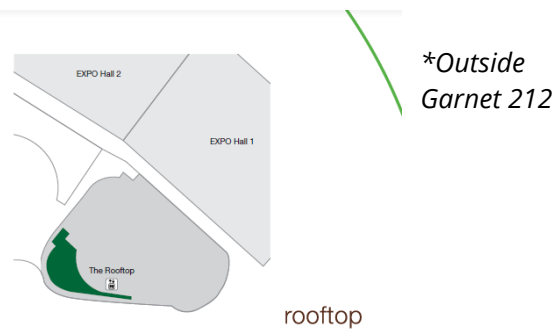 *Outside
Garnet 212
EXPO Hall 2
EXPO Hall 1
The Rooftop
rooftop